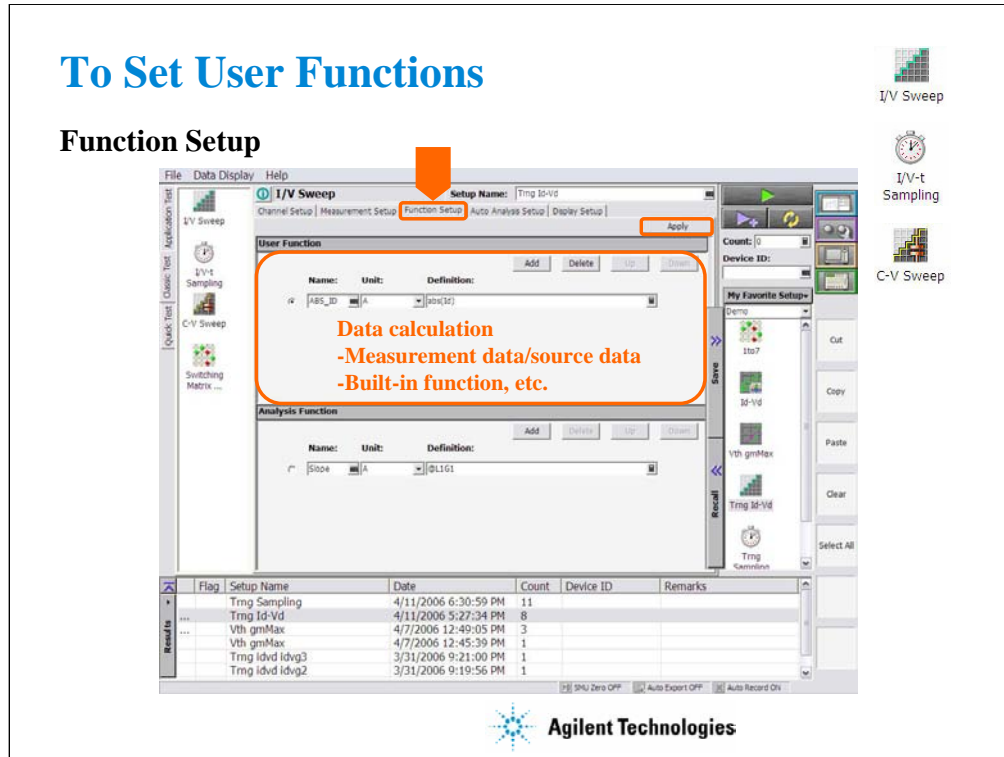 To Set User Functions
I/V Sweep
Function Setup
I/V-t
Sampling
C-V Sweep
File Data Display Help
Quick Test Classic Test Application Test
I/V Sweep
I/V-t
Sampling
C-V Sweep
Switching
Matrix ...
I/V Sweep
Setup Name: Trng Id-Vd
Channel Setup Measurement Setup Function Setup Auto Analysis Setup Display Setup
Apply
User Function
Add Delete Up Down
Name: Unit: Definition:
ABS_ID A abs(Id)
Data calculation
-Measurement data/source data
-Built-in function, etc.
Analysis Function
Add Delete Up Down
Name: Unit: Definition:
Slope A @L1G1
Save
Recall
Count: 0
Device ID:
My Favorite Setup
Demo
1to7
Id-Vd
Vth gmMax
Trng Id-Vd
Trng
Sampling
Cut
Copy
Paste
Clear
Select All
Results
Flag Setup Name Date Count Device ID Remarks
Trng Sampling 4/11/2006 6:30:59 PM 11
... Trng Id-Vd 4/11/2006 5:27:34 PM 8
... Vth gmMax 4/7/2006 12:49:05 PM 3
Vth gmMax 4/7/2006 12:45:39 PM 1
Trng idvd idvg3 3/31/2006 9:21:00 PM 1
Trng idvd idvg2 3/31/2006 9:19:56 PM 1
SMU Zero OFF Auto Export OFF Auto Record ON
Agilent Technologies